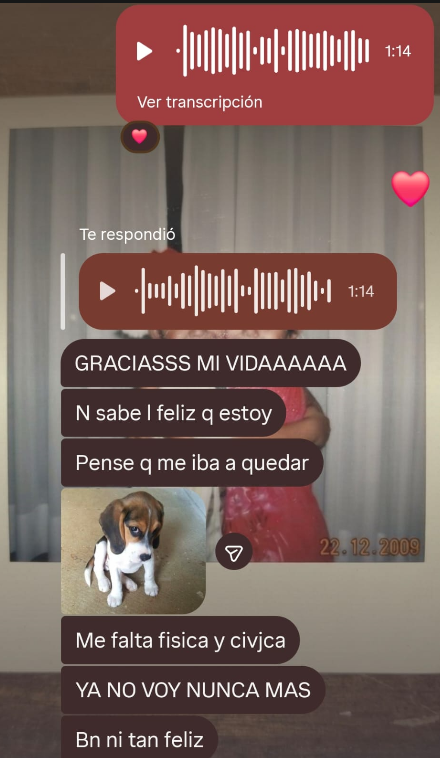 1:14
Ver transcripción
Te respondió
1:14
GRACIASSS MI VIDAAAAAA
N sabe l feliz q estoy
Pense q me iba a quedar
22.12.2009
Me falta fisica y civjca
YA NO VOY NUNCA MAS
Bn ni tan feliz